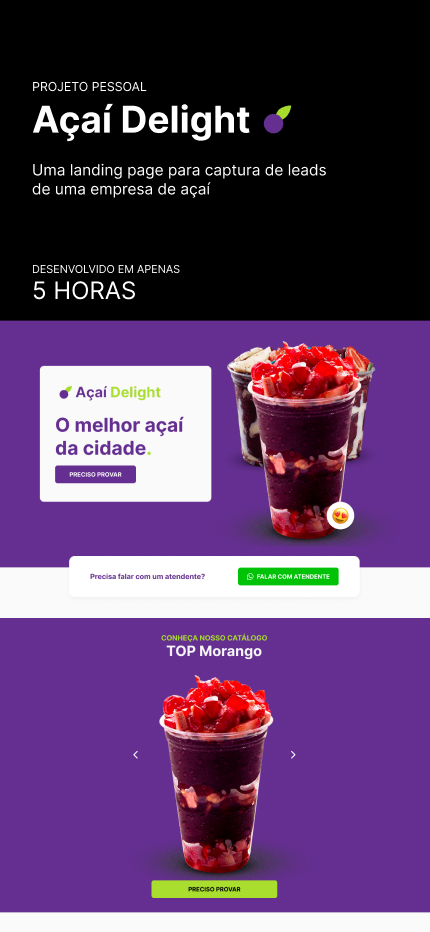 PROJETO PESSOAL
Açaí Delight
Uma landing page para captura de leads
de uma empresa de açaí
DESENVOLVIDO EM APENAS
5 HORAS
Açaí Delight
O melhor açaí
da cidade.
PRECISO PROVAR
Precisa falar com um atendente?
FALAR COM ATENDENTE
CONHEÇA NOSSO CATÁLOGO
TOP Morango
PRECISO PROVAR